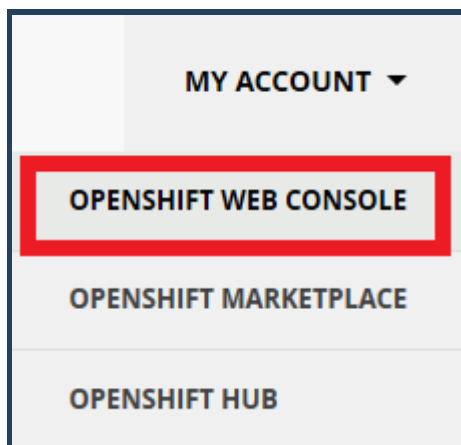 MY ACCOUNT
OPENSHIFT WEB CONSOLE
OPENSHIFT MARKETPLACE
OPENSHIFT HUB